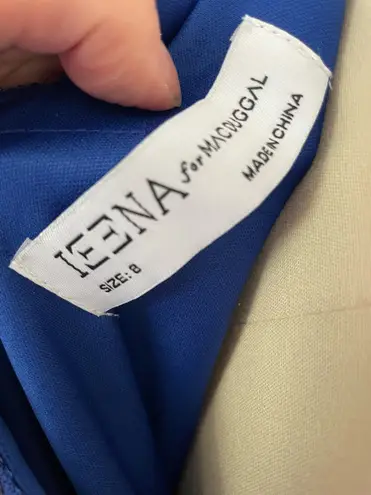 IEENA for MACDUGGAL
SIZE: 8
MADE IN CHINA